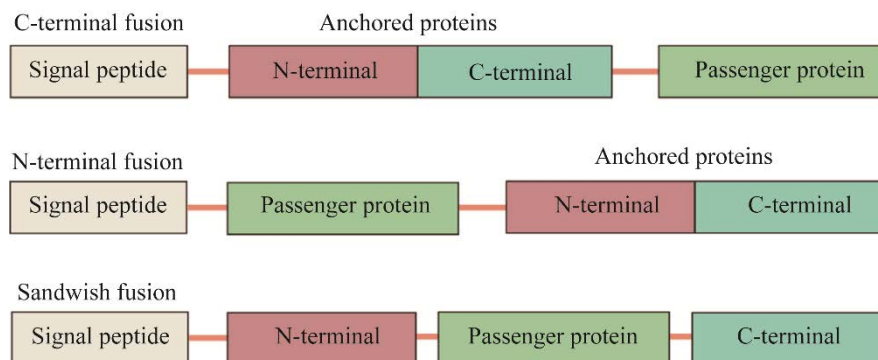 C-terminal fusion
Anchored proteins
Signal peptide
N-terminal
C-terminal
Passenger protein
N-terminal fusion
Anchored proteins
Signal peptide
Passenger protein
N-terminal
C-terminal
Sandwish fusion
Signal peptide
N-terminal
Passenger protein
C-terminal